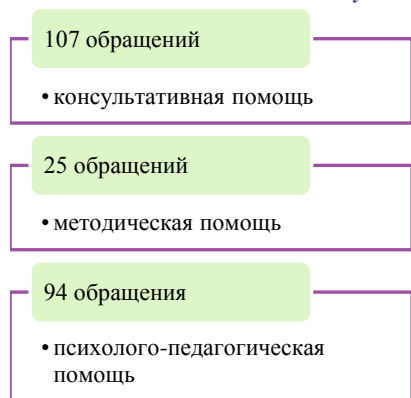 107 обращений
• консультативная помощь
25 обращений
• методическая помощь
94 обращения
• психолого-педагогическая
помощь